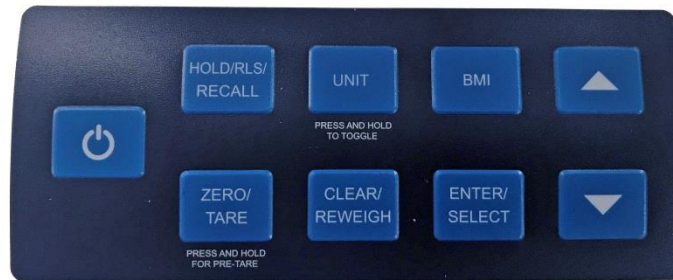 HOLD/RLS/
RECALL
UNIT
PRESS AND HOLD
TO TOGGLE
BMI
ZERO/
TARE
PRESS AND HOLD
FOR PRE-TARE
CLEAR/
REWEIGH
ENTER/
SELECT